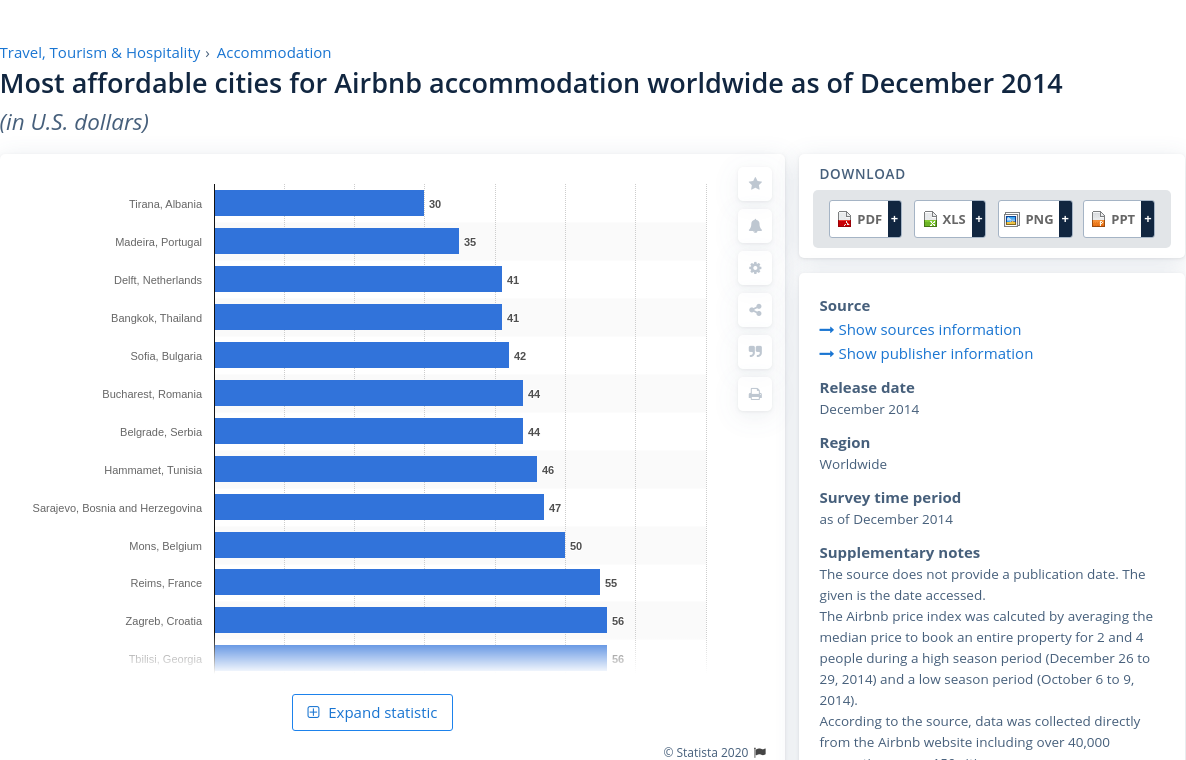 Travel, Tourism & Hospitality › Accommodation
Most affordable cities for Airbnb accommodation worldwide as of December 2014
(in U.S. dollars)
Tirana, Albania 30
Madeira, Portugal 35
Delft, Netherlands 41
Bangkok, Thailand 41
Sofia, Bulgaria 42
Bucharest, Romania 44
Belgrade, Serbia 44
Hammamet, Tunisia 46
Sarajevo, Bosnia and Herzegovina 47
Mons, Belgium 50
Reims, France 55
Zagreb, Croatia 56
Tbilisi, Georgia 56
Expand statistic
© Statista 2020
DOWNLOAD
PDF + XLS + PNG + PPT +
Source
Show sources information
Show publisher information
Release date
December 2014
Region
Worldwide
Survey time period
as of December 2014
Supplementary notes
The source does not provide a publication date. The
given is the date accessed.
The Airbnb price index was calcuted by averaging the
median price to book an entire property for 2 and 4
people during a high season period (December 26 to
29, 2014) and a low season period (October 6 to 9,
2014).
According to the source, data was collected directly
from the Airbnb website including over 40,000